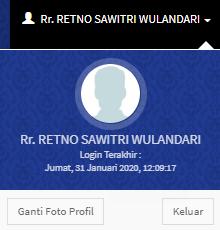 Rr. RETNO SAWITRI WULANDARI
Rr. RETNO SAWITRI WULANDARI
Login Terakhir :
Jumat, 31 Januari 2020, 12:09:17
Ganti Foto Profil
Keluar